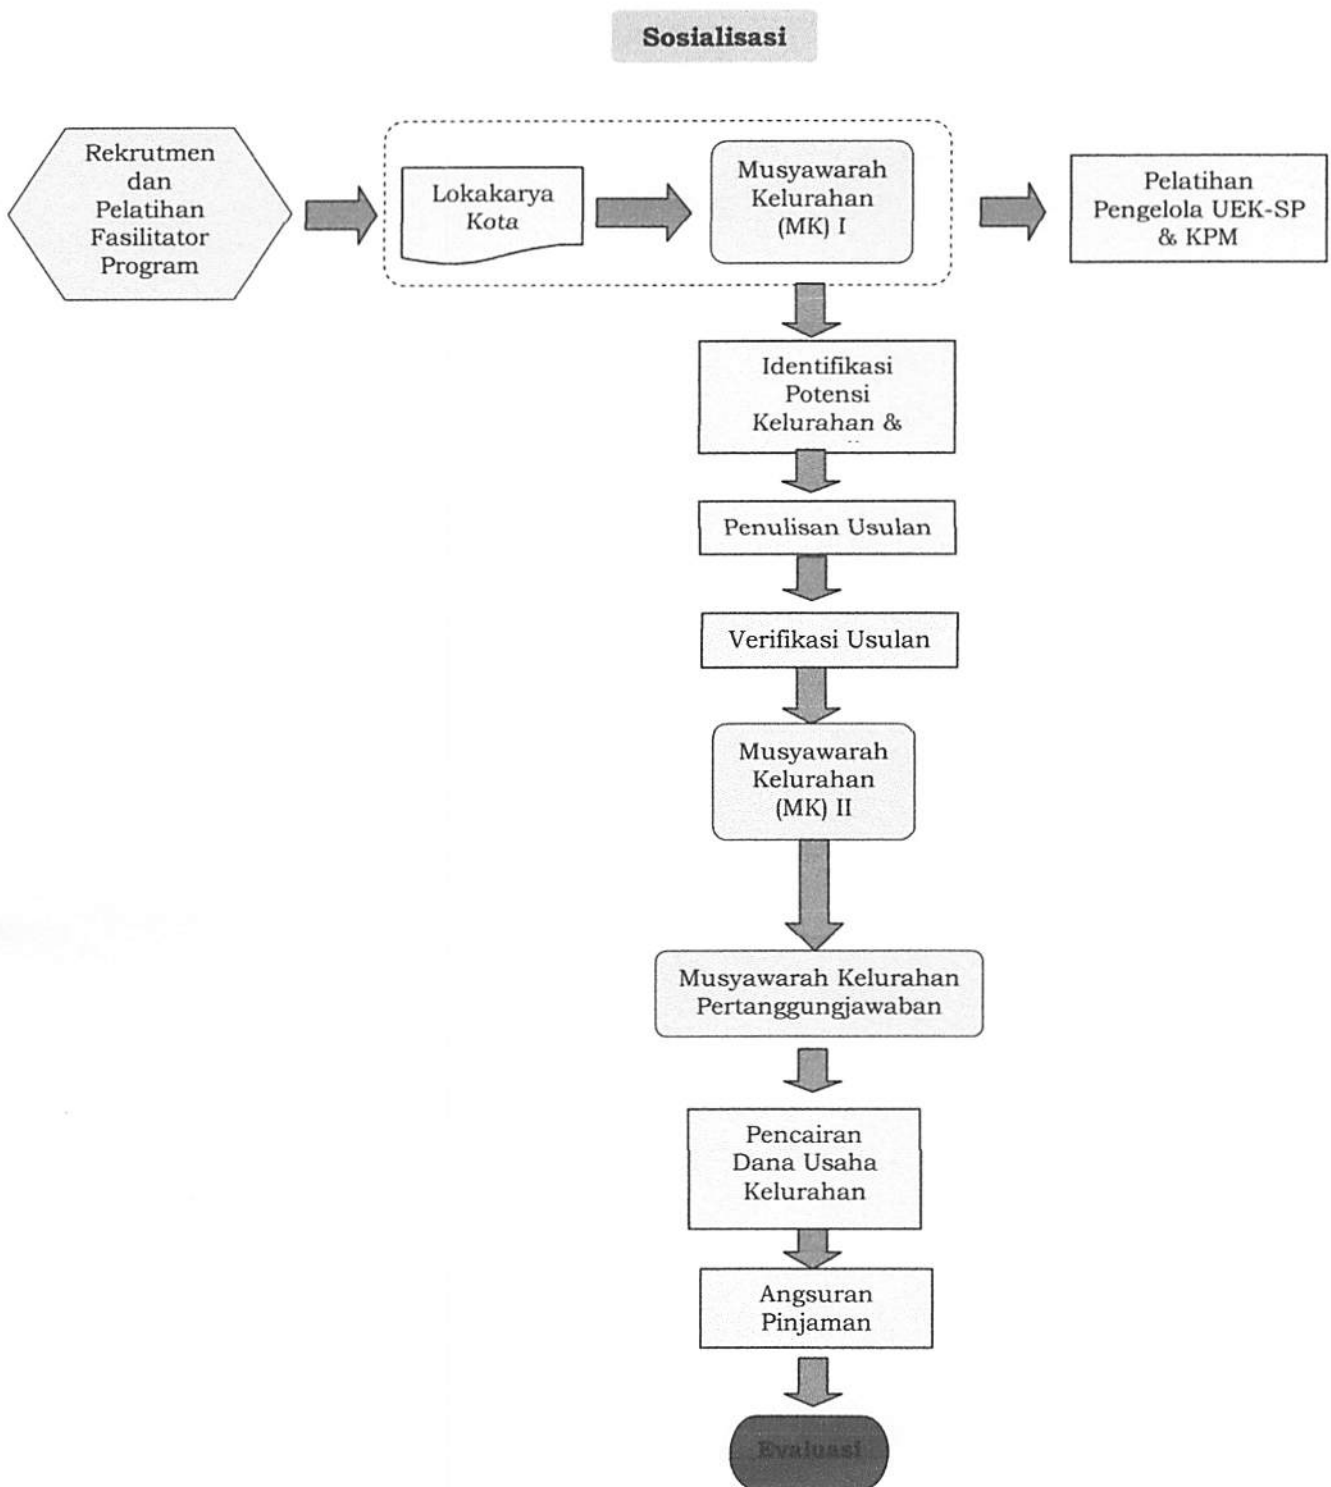 Sosialisasi
Rekrutmen
dan
Pelatihan
Fasilitator
Program
Lokakarya
Kota
Musyawarah
Kelurahan
(MK) I
Pelatihan
Pengelola UEK-SP
& KPM
Identifikasi
Potensi
Kelurahan &
Penulisan Usulan
Verifikasi Usulan
Musyawarah
Kelurahan
(MK) II
Musyawarah Kelurahan
Pertanggungjawaban
Pencairan
Dana Usaha
Kelurahan
Angsuran
Pinjaman
Evaluasi